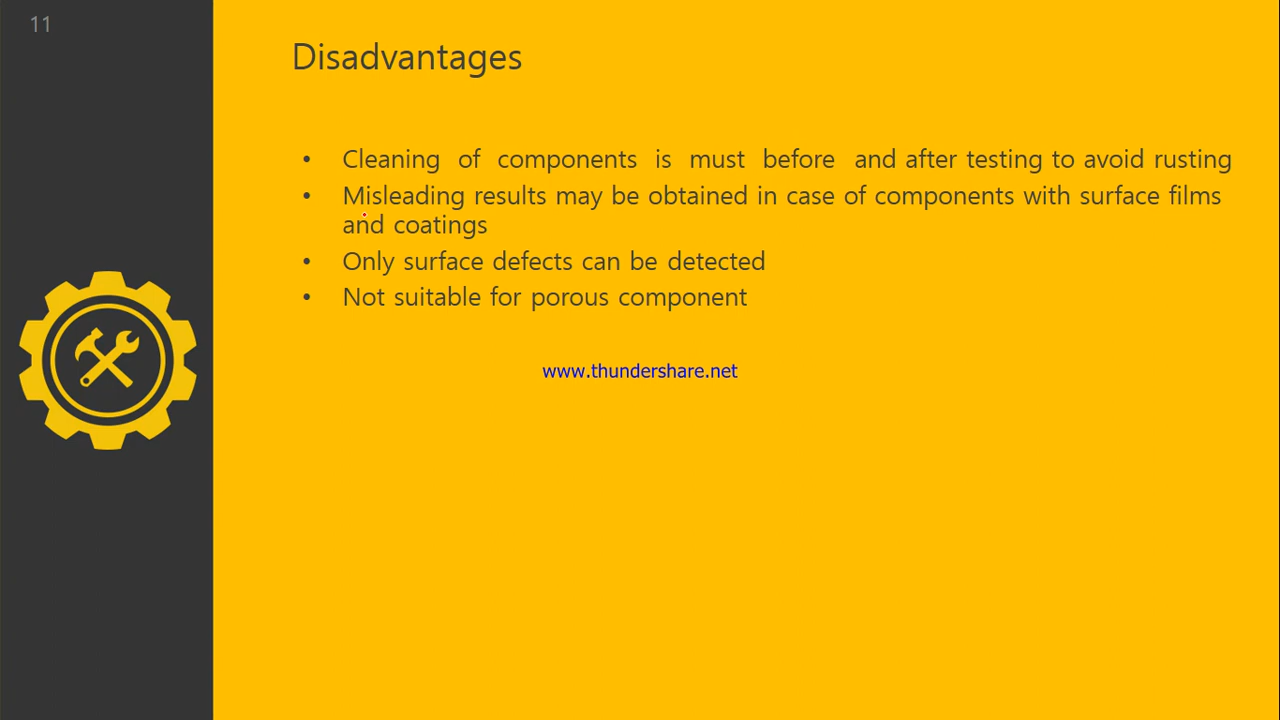 11
Disadvantages
• Cleaning of components is must before and after testing to avoid rusting
• Misleading results may be obtained in case of components with surface films
and coatings
• Only surface defects can be detected
• Not suitable for porous component
www.thundershare.net